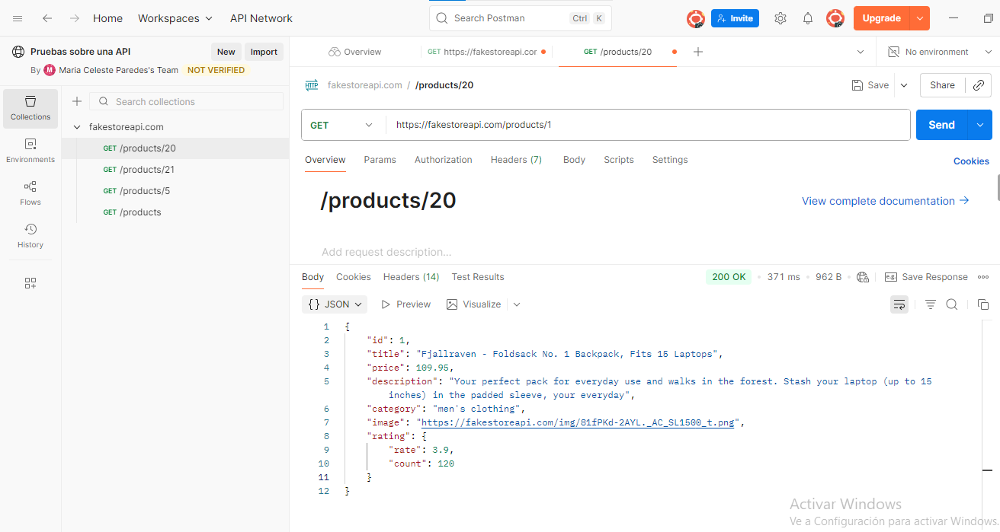 Home Workspaces API Network Search Postman Ctrl K Invite Upgrade
Pruebas sobre una API New Import
By M Maria Celeste Paredes's Team NOT VERIFIED
Overview GET https://fakestoreapi.cor GET /products/20 No environment
HTTP fakestoreapi.com / /products/20 Save Share
Collections
Environments
Flows
History
Search collections
fakestoreapi.com
GET /products/20
GET /products/21
GET /products/5
GET /products
GET https://fakestoreapi.com/products/1 Send
Overview Params Authorization Headers (7) Body Scripts Settings Cookies
/products/20 View complete documentation →
Add request description...
Body Cookies Headers (14) Test Results 200 OK • 371 ms • 962 B • e.g. Save Response
{} JSON Preview Visualize
1 {
2 "id": 1,
3 "title": "Fjallraven - Foldsack No. 1 Backpack, Fits 15 Laptops",
4 "price": 109.95,
5 "description": "Your perfect pack for everyday use and walks in the forest. Stash your laptop (up to 15
inches) in the padded sleeve, your everyday",
6 "category": "men's clothing",
7 "image": "https://fakestoreapi.com/img/81fPKd-2AYL._AC_SL1500_t.png",
8 "rating": {
9 "rate": 3.9,
10 "count": 120
11 }
12 }
Activar Windows
Ve a Configuración para activar Windows.